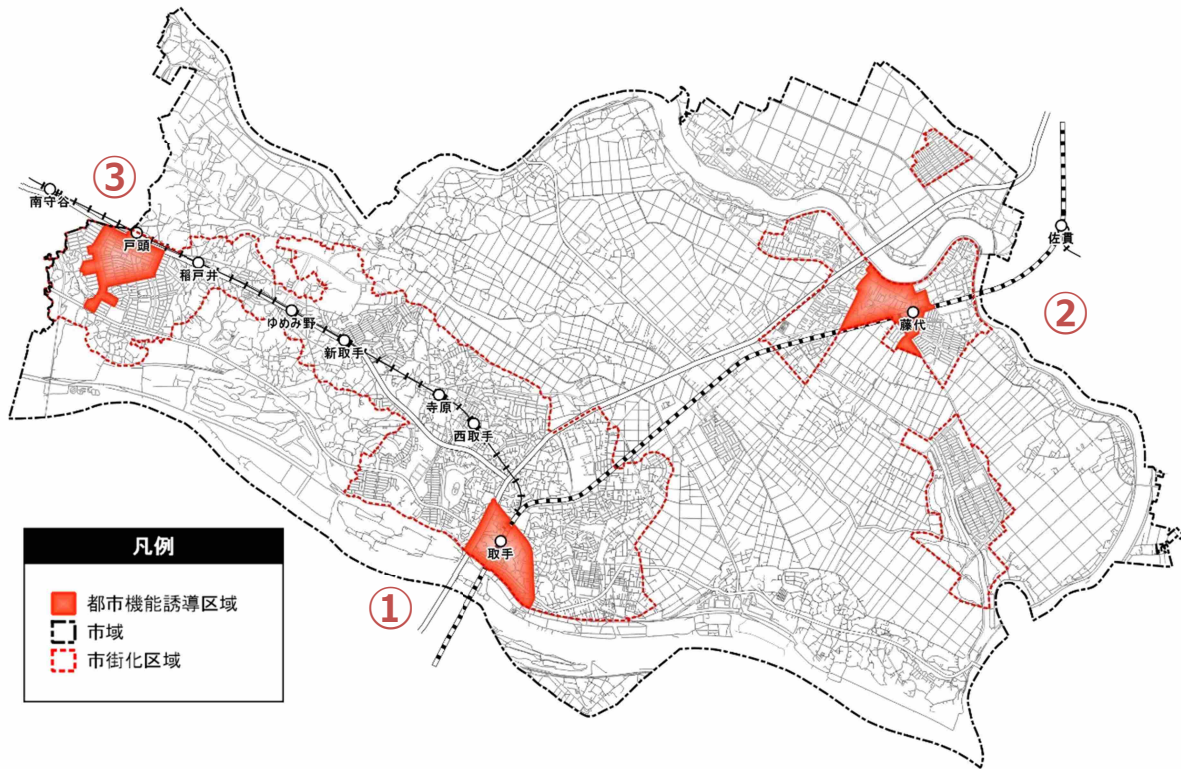 ③
南守谷
戸頭
稲戸井
ゆめみ野
新取手
寺原
西取手
取手
①
佐貫
②
藤代
凡例
都市機能誘導区域
市域
市街化区域